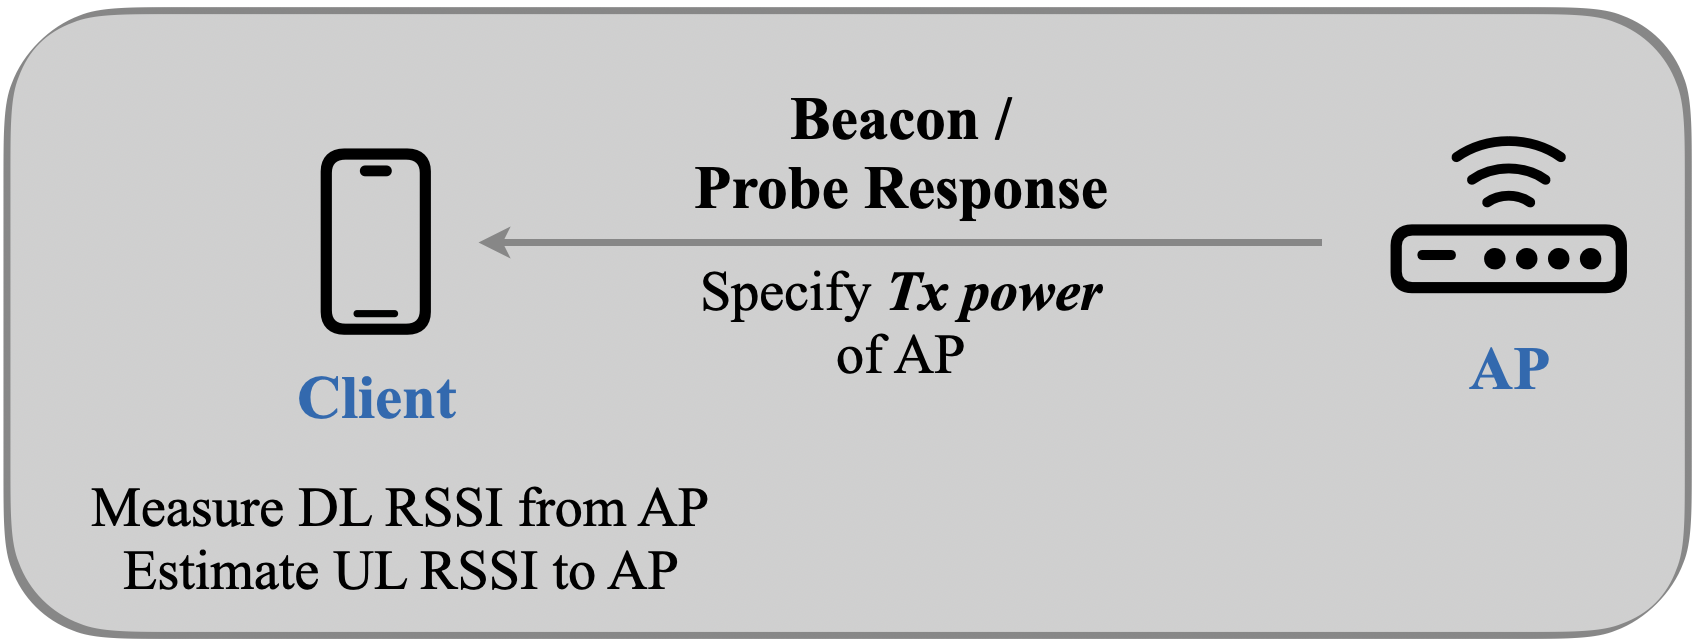 Beacon /
Probe Response
Specify Tx power
of AP
Client
AP
Measure DL RSSI from AP
Estimate UL RSSI to AP